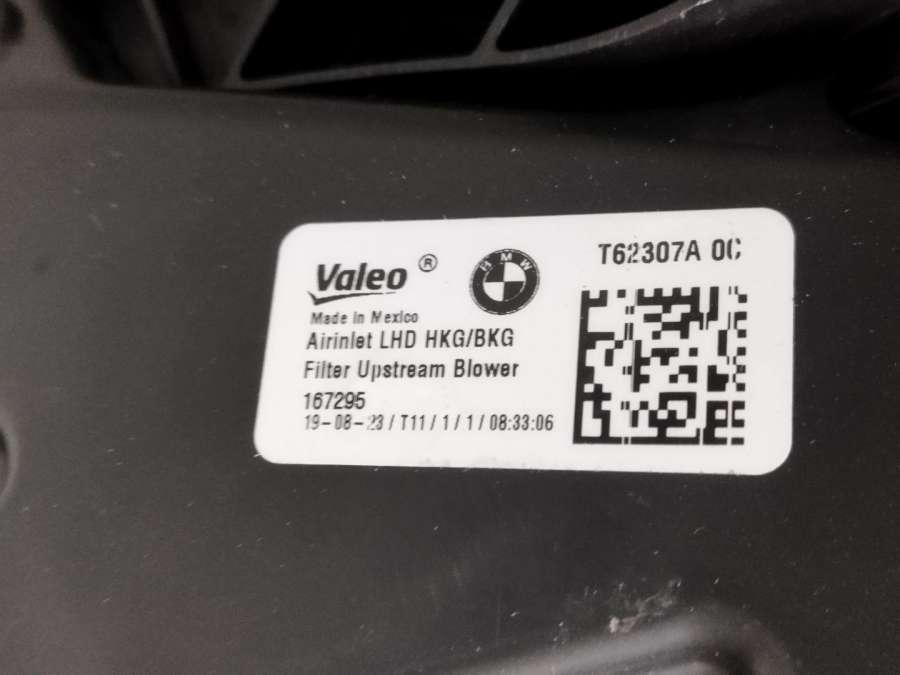 Valeo®
BMW
T62307A 0C
Made in Mexico
Airinlet LHD HKG/BKG
Filter Upstream Blower
167295
19-08-23/T11/1/1/08:33:06